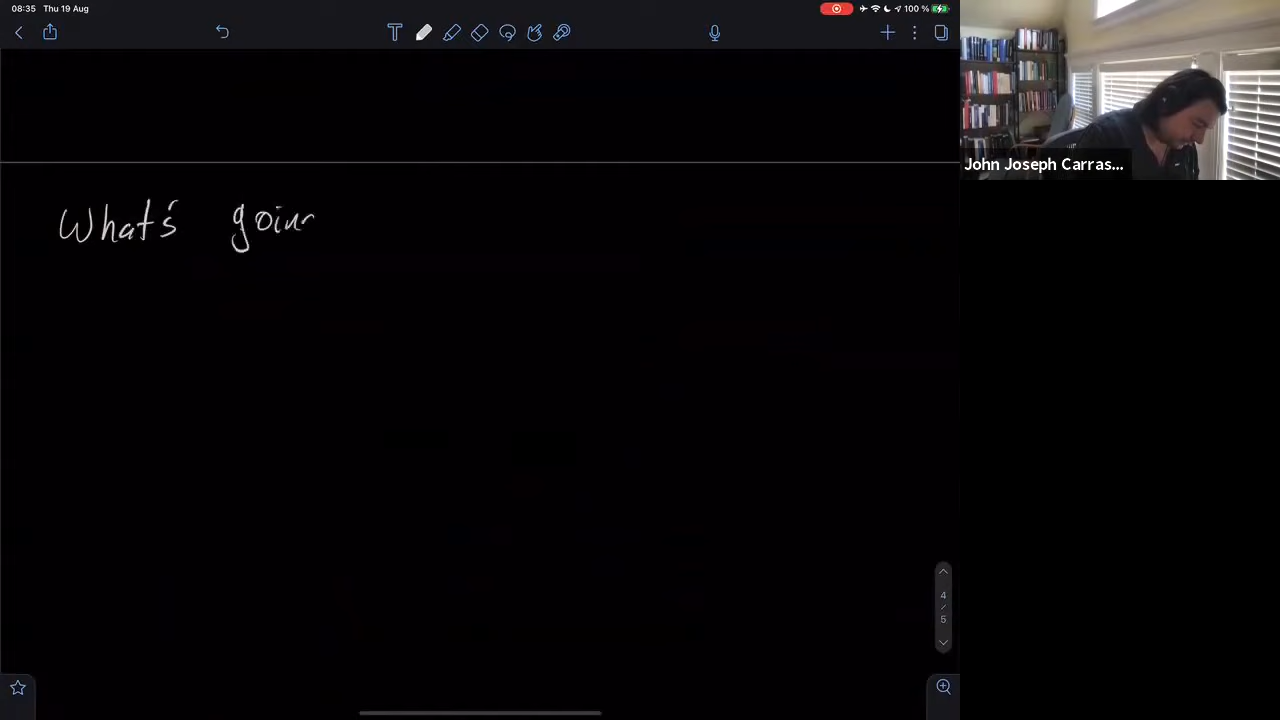 08:35 Thu 19 Aug
100 %
T
John Joseph Carras...
What's goin
4
/
5